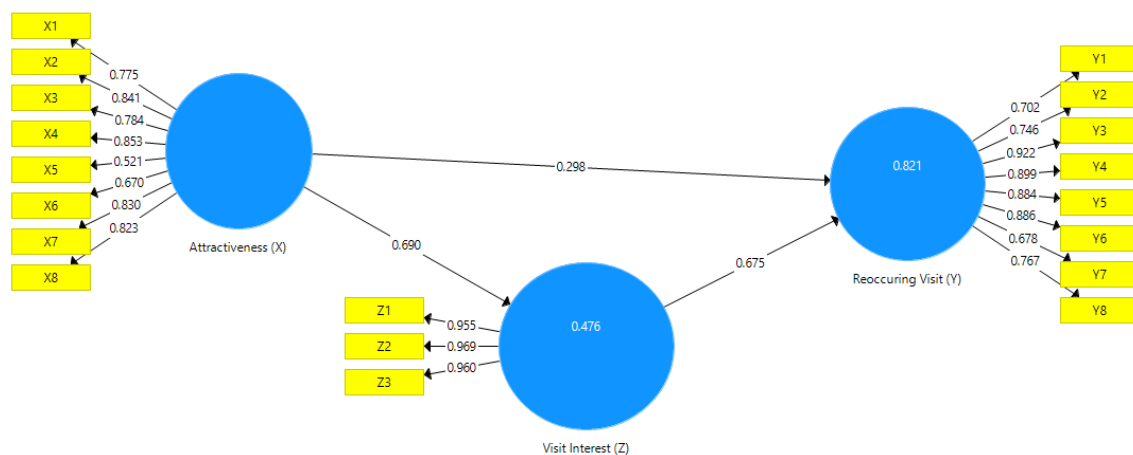 X1
X2
X3
X4
X5
X6
X7
X8
0.775
0.841
0.784
0.853
0.521
0.670
0.830
0.823
Attractiveness (X)
0.298
0.690
0.675
Z1
Z2
Z3
0.955
0.969
0.960
0.476
Visit Interest (Z)
0.821
Reoccuring Visit (Y)
0.702
0.746
0.922
0.899
0.884
0.886
0.678
0.767
Y1
Y2
Y3
Y4
Y5
Y6
Y7
Y8